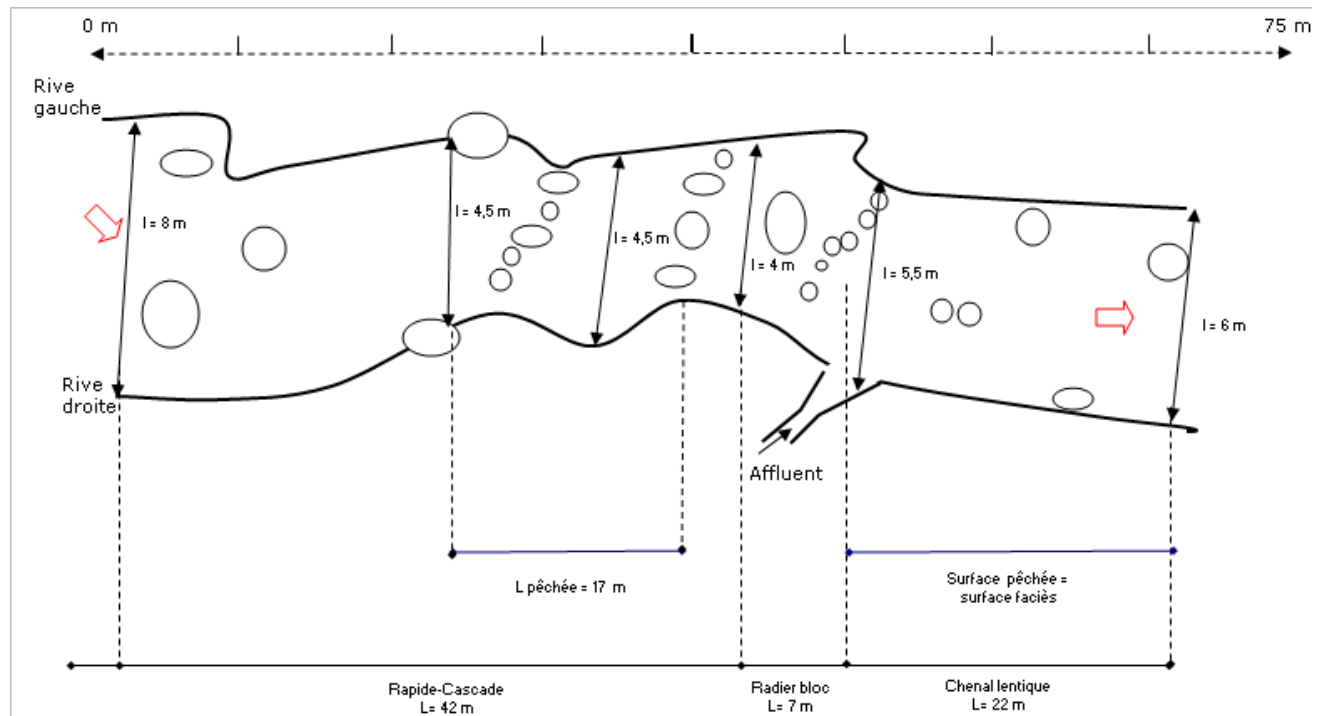 0 m
75 m
Rive
gauche
l = 8 m
l = 4,5 m
l = 4,5 m
l = 4 m
l = 5,5 m
l = 6 m
Rive
droite
Affluent
L pêchée = 17 m
Surface pêchée =
surface faciès
Rapide-Cascade
L= 42 m
Radier bloc
L= 7 m
Chenal lentique
L= 22 m